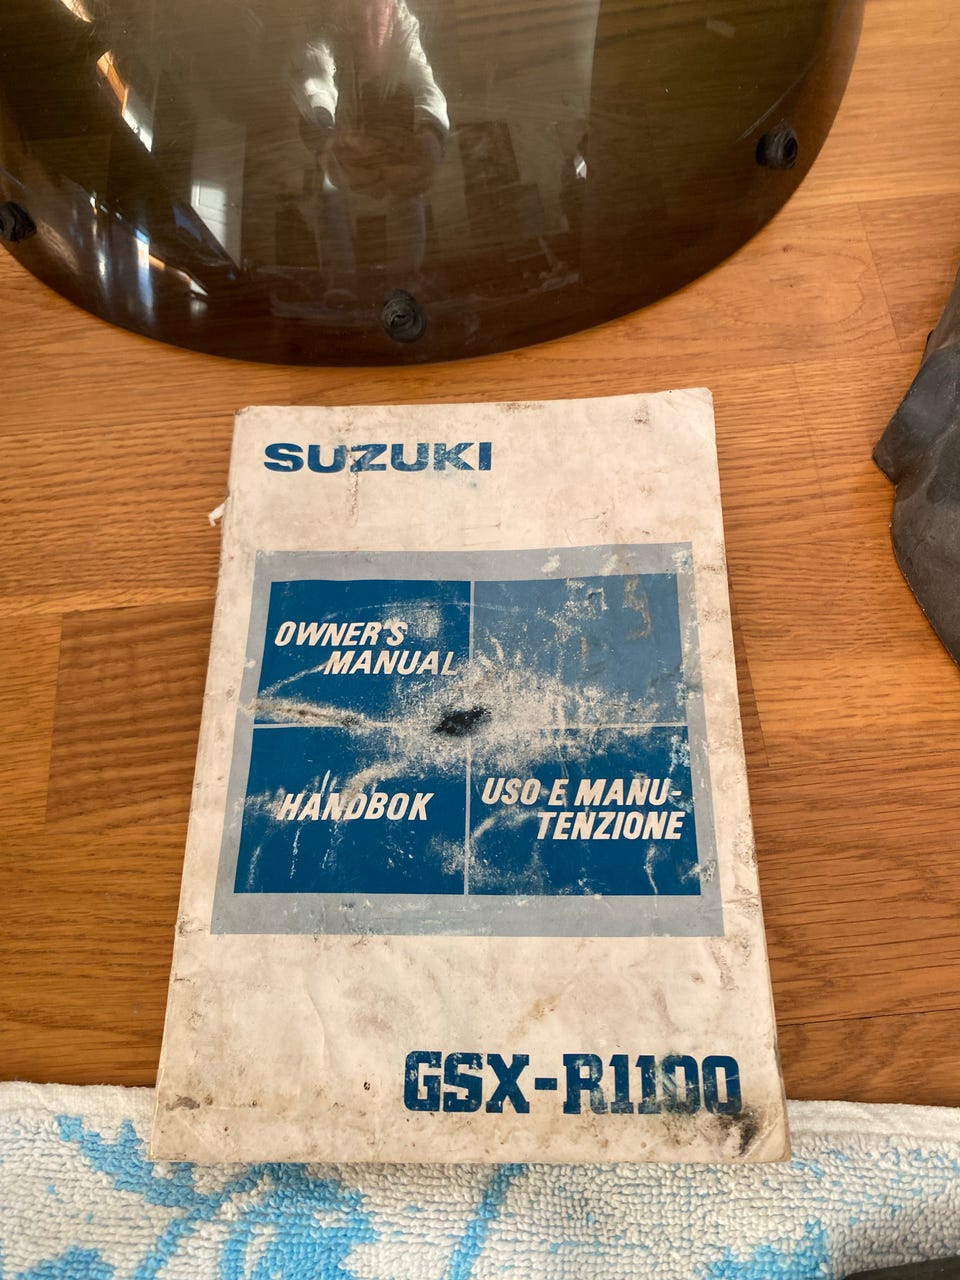 SUZUKI
OWNER'S
MANUAL
HANDBOK
USO E MANU-
TENZIONE
GSX-R1100